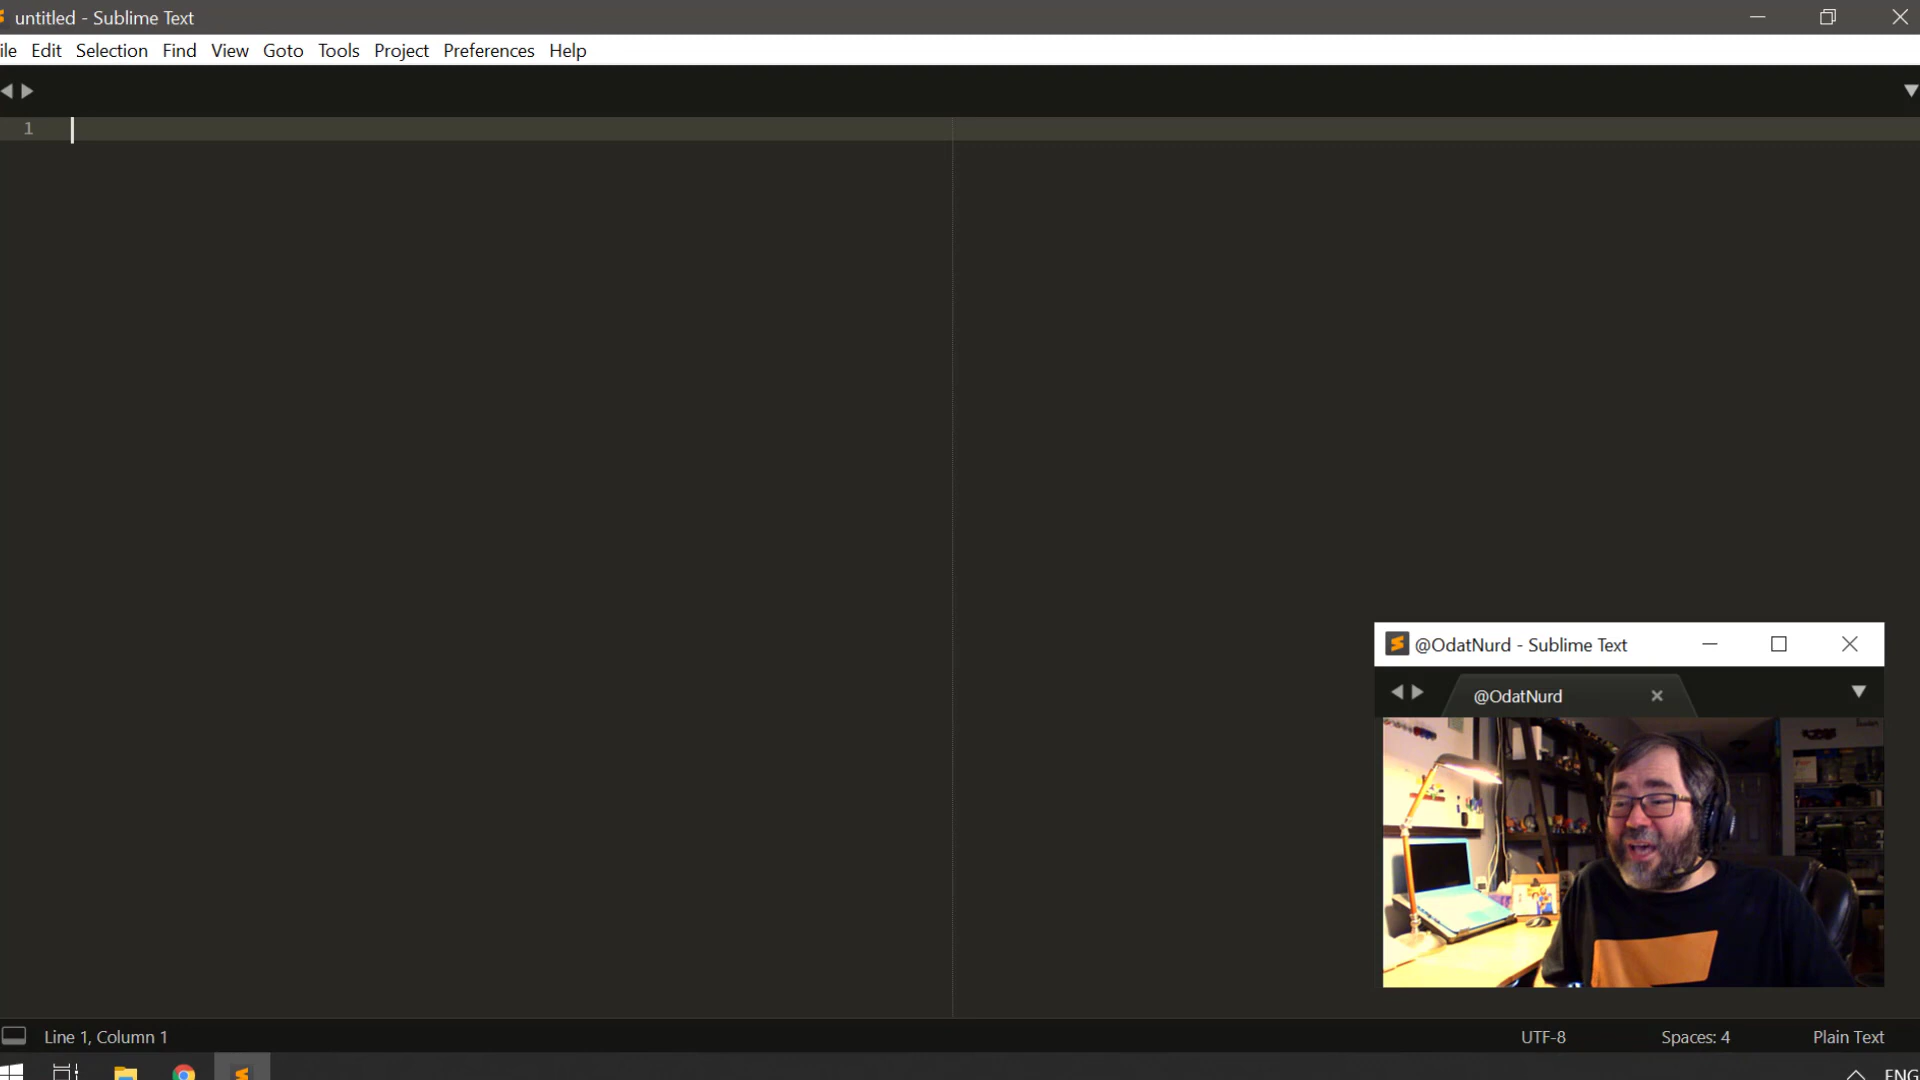 untitled - Sublime Text
ile Edit Selection Find View Goto Tools Project Preferences Help
1
@OdatNurd - Sublime Text
@OdatNurd
Line 1, Column 1
UTF-8
Spaces: 4
Plain Text
ENG